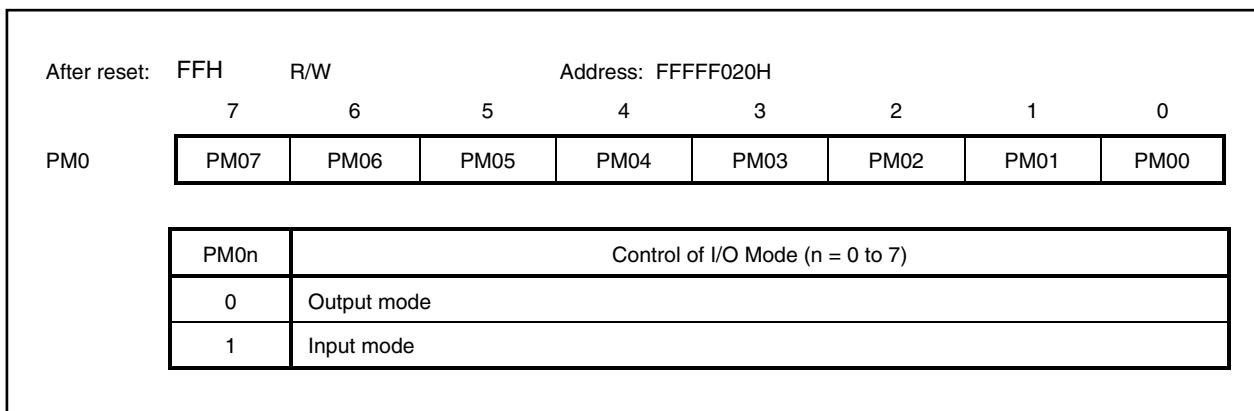 After reset: FFH R/W Address: FFFFF020H
7 6 5 4 3 2 1 0
PM0 PM07 PM06 PM05 PM04 PM03 PM02 PM01 PM00
PM0n Control of I/O Mode (n = 0 to 7)
0 Output mode
1 Input mode